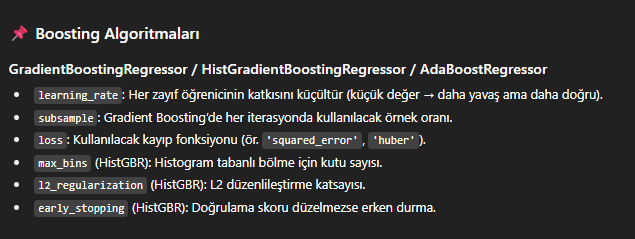 📌 Boosting Algoritmaları
GradientBoostingRegressor / HistGradientBoostingRegressor / AdaBoostRegressor
• learning_rate: Her zayıf öğrenicinin katkısını küçültür (küçük değer → daha yavaş ama daha doğru).
• subsample: Gradient Boosting'de her iterasyonda kullanılacak örnek oranı.
• loss: Kullanılacak kayıp fonksiyonu (ör. 'squared_error', 'huber').
• max_bins (HistGBR): Histogram tabanlı bölme için kutu sayısı.
• l2_regularization (HistGBR): L2 düzenlileştirme katsayısı.
• early_stopping (HistGBR): Doğrulama skoru düzelmezse erken durma.